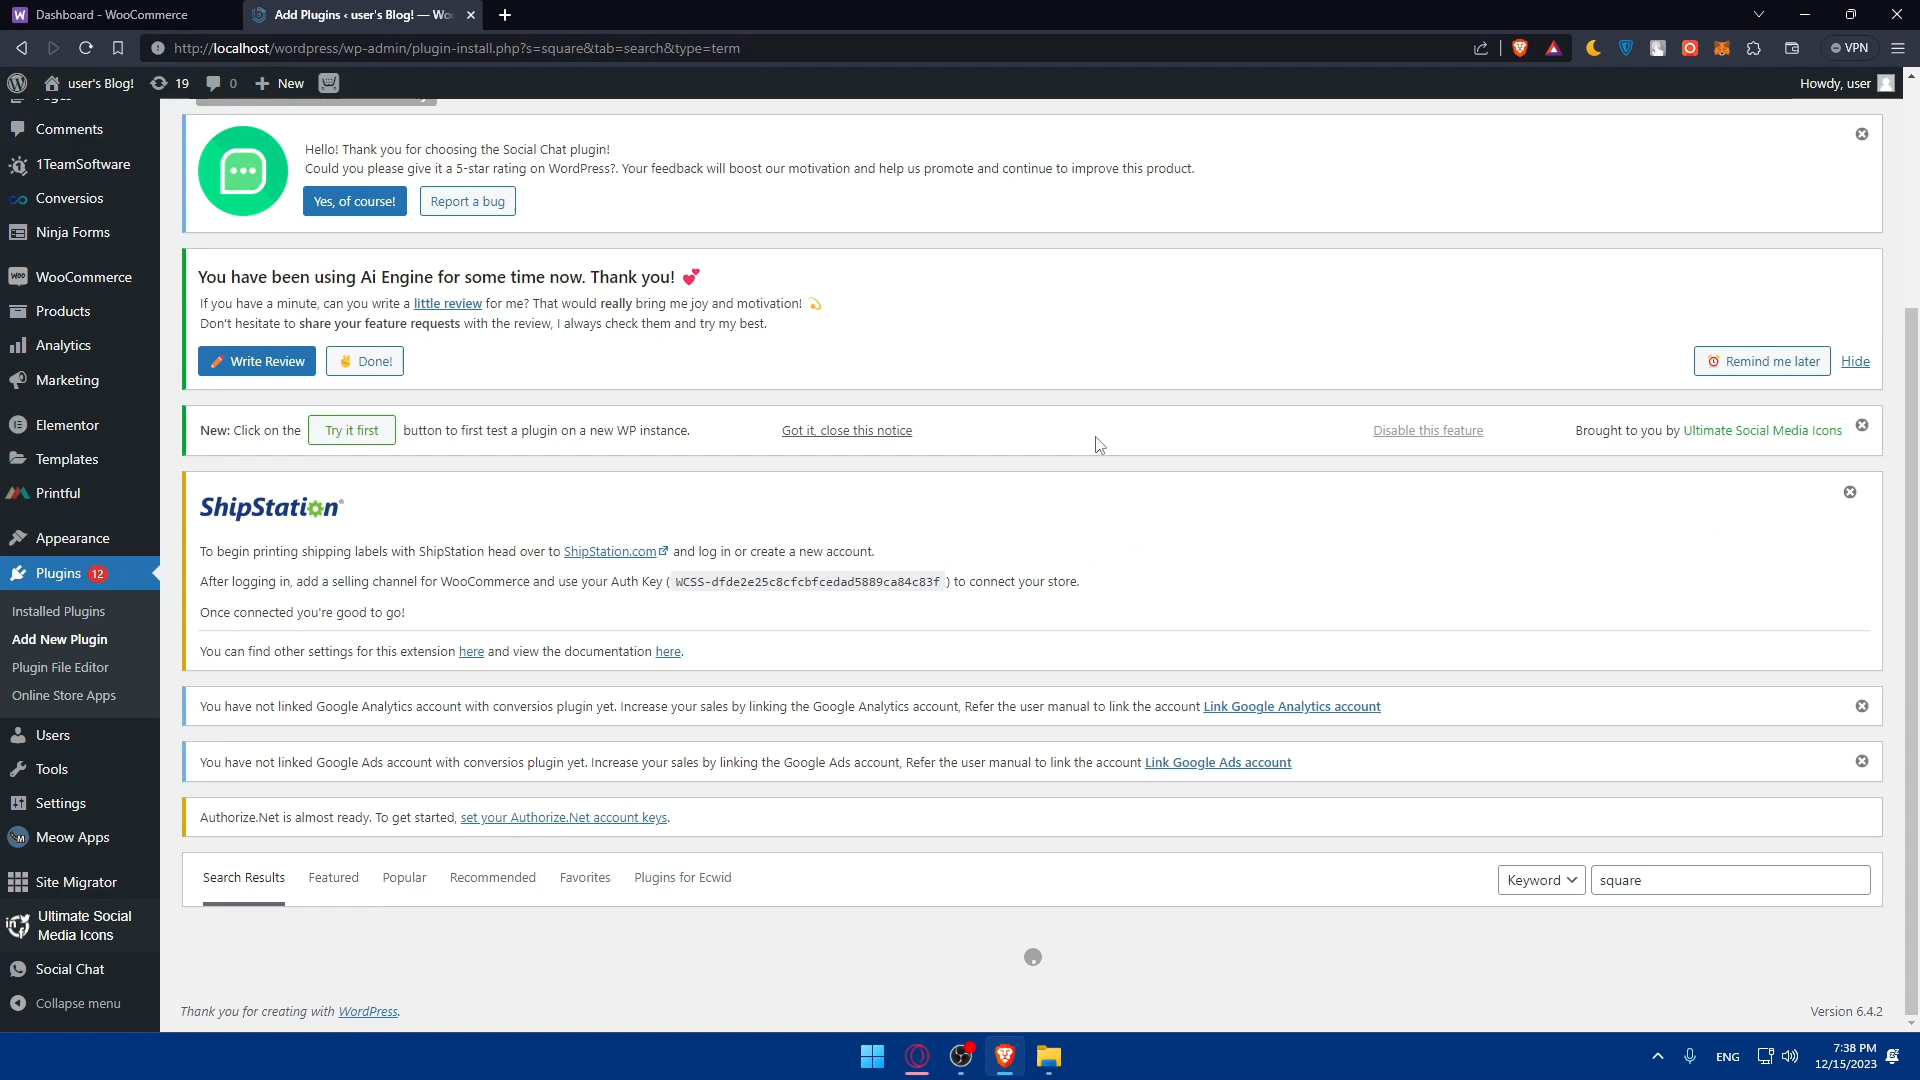 Dashboard - WooCommerce
Add Plugins ‹ user's Blog! — Wo
http://localhost/wordpress/wp-admin/plugin-install.php?s=square&tab=search&type=term
VPN
user's Blog!
19
0
New
Howdy, user
Comments
1TeamSoftware
Conversios
Ninja Forms
WooCommerce
Products
Analytics
Marketing
Elementor
Templates
Printful
Appearance
Plugins 12
Installed Plugins
Add New Plugin
Plugin File Editor
Online Store Apps
Users
Tools
Settings
Meow Apps
Site Migrator
Ultimate Social
Media Icons
Social Chat
Collapse menu
Hello! Thank you for choosing the Social Chat plugin!
Could you please give it a 5-star rating on WordPress?. Your feedback will boost our motivation and help us promote and continue to improve this product.
Yes, of course!
Report a bug
You have been using Ai Engine for some time now. Thank you! 💕
If you have a minute, can you write a little review for me? That would really bring me joy and motivation! 💫
Don't hesitate to share your feature requests with the review, I always check them and try my best.
Write Review
Done!
Remind me later
Hide
New: Click on the Try it first button to first test a plugin on a new WP instance.
Got it, close this notice
Disable this feature
Brought to you by Ultimate Social Media Icons
ShipStation®
To begin printing shipping labels with ShipStation head over to ShipStation.com and log in or create a new account.
After logging in, add a selling channel for WooCommerce and use your Auth Key ( WCSS-dfde2e25c8cfcbfcedad5889ca84c83f ) to connect your store.
Once connected you're good to go!
You can find other settings for this extension here and view the documentation here.
You have not linked Google Analytics account with conversios plugin yet. Increase your sales by linking the Google Analytics account, Refer the user manual to link the account Link Google Analytics account
You have not linked Google Ads account with conversios plugin yet. Increase your sales by linking the Google Ads account, Refer the user manual to link the account Link Google Ads account
Authorize.Net is almost ready. To get started, set your Authorize.Net account keys.
Search Results
Featured
Popular
Recommended
Favorites
Plugins for Ecwid
Keyword
square
Thank you for creating with WordPress.
Version 6.4.2
ENG
7:38 PM
12/15/2023